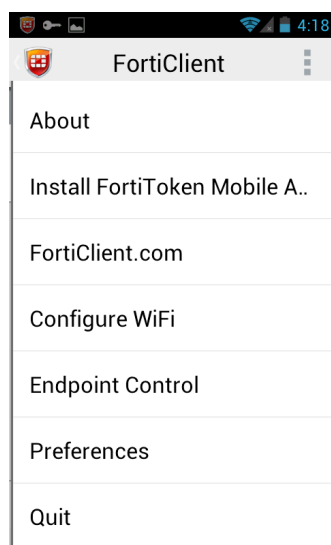 4:18
FortiClient
About
Install FortiToken Mobile A..
FortiClient.com
Configure WiFi
Endpoint Control
Preferences
Quit